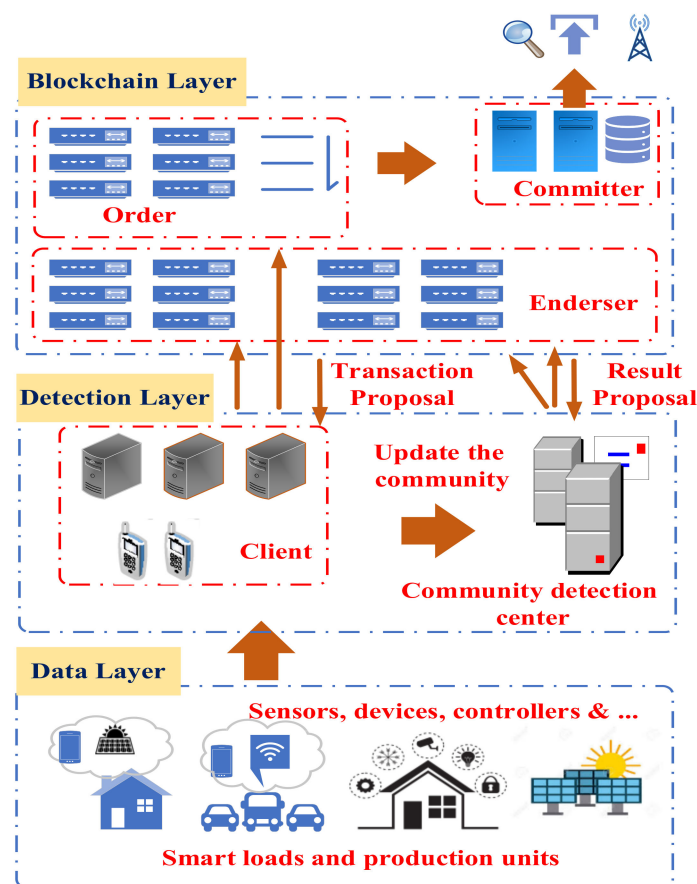 Blockchain Layer
Order
Committer
Enderser
Transaction
Proposal
Result
Proposal
Detection Layer
Client
Update the
community
Community detection
center
Data Layer
Sensors, devices, controllers & ...
Smart loads and production units